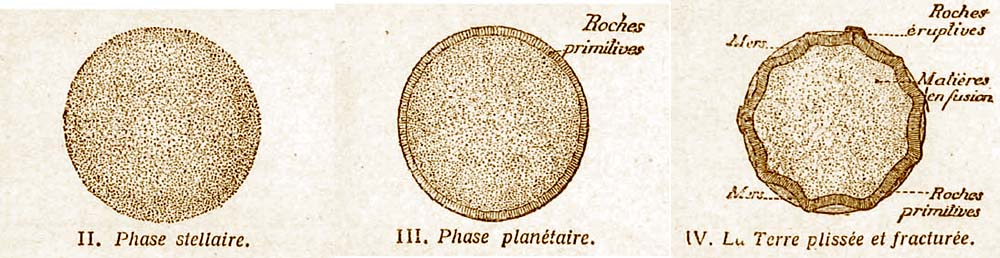 II. Phase stellaire.
Roches
primitives
III. Phase planétaire.
Roches
éruptives
Mers
Matières
en fusion
Mers
Roches
primitives
IV. La Terre plissée et fracturée.